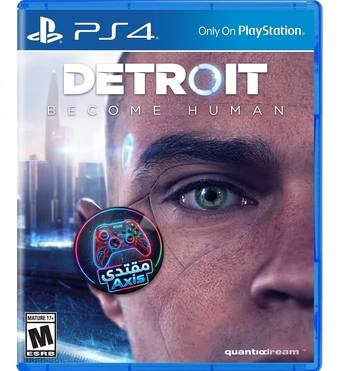 PS4
Only On PlayStation®
DETROIT
BECOME HUMAN
مقتدى
Axis
MATURE 17+
M
ESRB
quanticdream